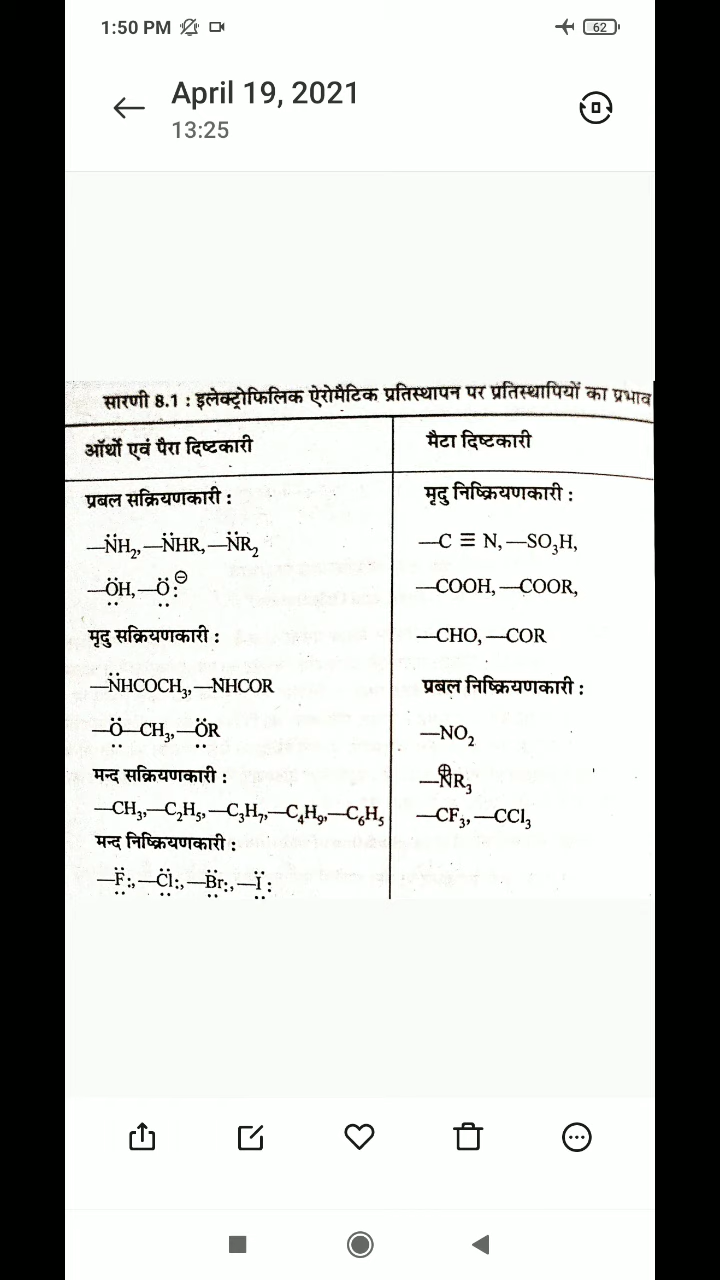 1:50 PM
62
April 19, 2021
13:25
सारणी 8.1 : इलेक्ट्रोफिलिक ऐरोमैटिक प्रतिस्थापन पर प्रतिस्थापियों का प्रभाव
ऑर्थो एवं पैरा दिष्टकारी
प्रबल सक्रियणकारी :
—N̈H₂, —N̈HR, —N̈R₂
—ÖH, —Ö:⊖
मृदु सक्रियणकारी :
—N̈HCOCH₃, —NHCOR
—Ö—CH₃, —ÖR
मन्द सक्रियणकारी :
—CH₃, —C₂H₅, —C₃H₇, —C₄H₉, —C₆H₅
मन्द निष्क्रियणकारी :
—F̈:, —C̈l:, —B̈r:, —Ï:
मैटा दिष्टकारी
मृदु निष्क्रियणकारी :
—C ≡ N, —SO₃H,
—COOH, —COOR,
—CHO, —COR
प्रबल निष्क्रियणकारी :
—NO₂
—N⊕R₃
—CF₃, —CCl₃